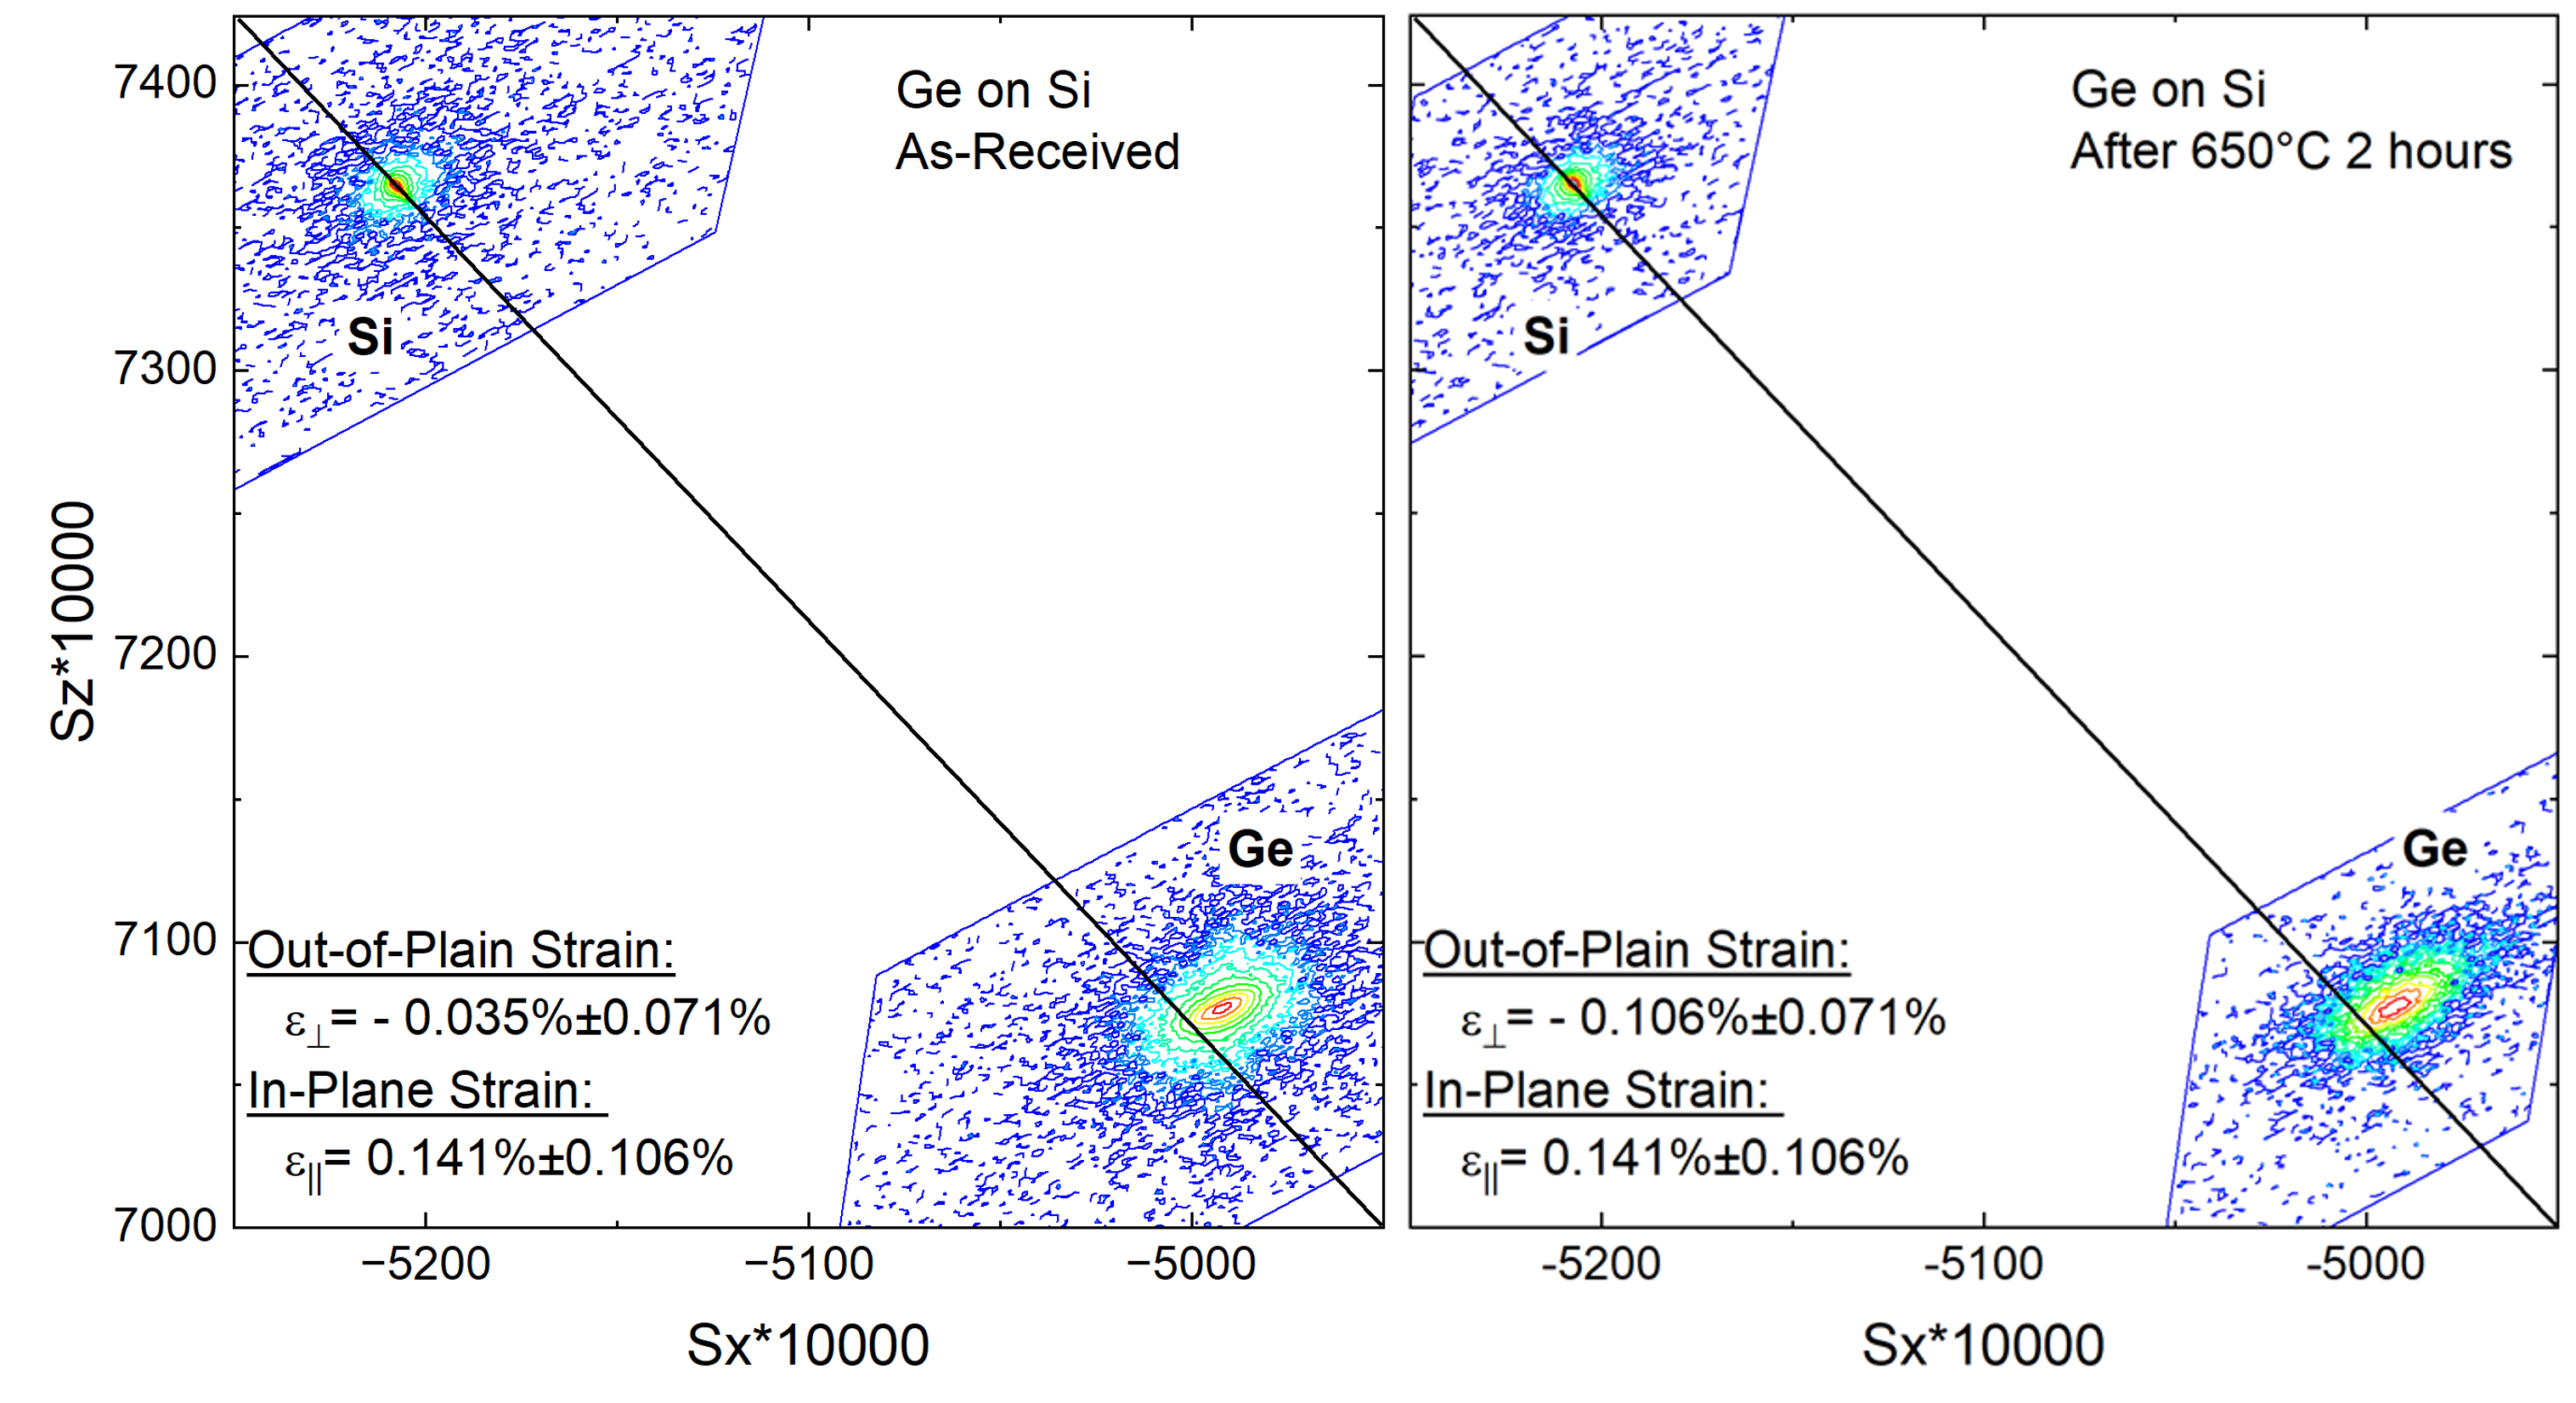 Ge on Si
As-Received
Si
Ge
Out-of-Plain Strain:
ε⊥= - 0.035%±0.071%
In-Plane Strain:
ε||= 0.141%±0.106%
7400
7300
7200
7100
7000
Sz*10000
−5200 −5100 −5000
Sx*10000
Ge on Si
After 650°C 2 hours
Si
Ge
Out-of-Plain Strain:
ε⊥= - 0.106%±0.071%
In-Plane Strain:
ε||= 0.141%±0.106%
-5200 -5100 -5000
Sx*10000